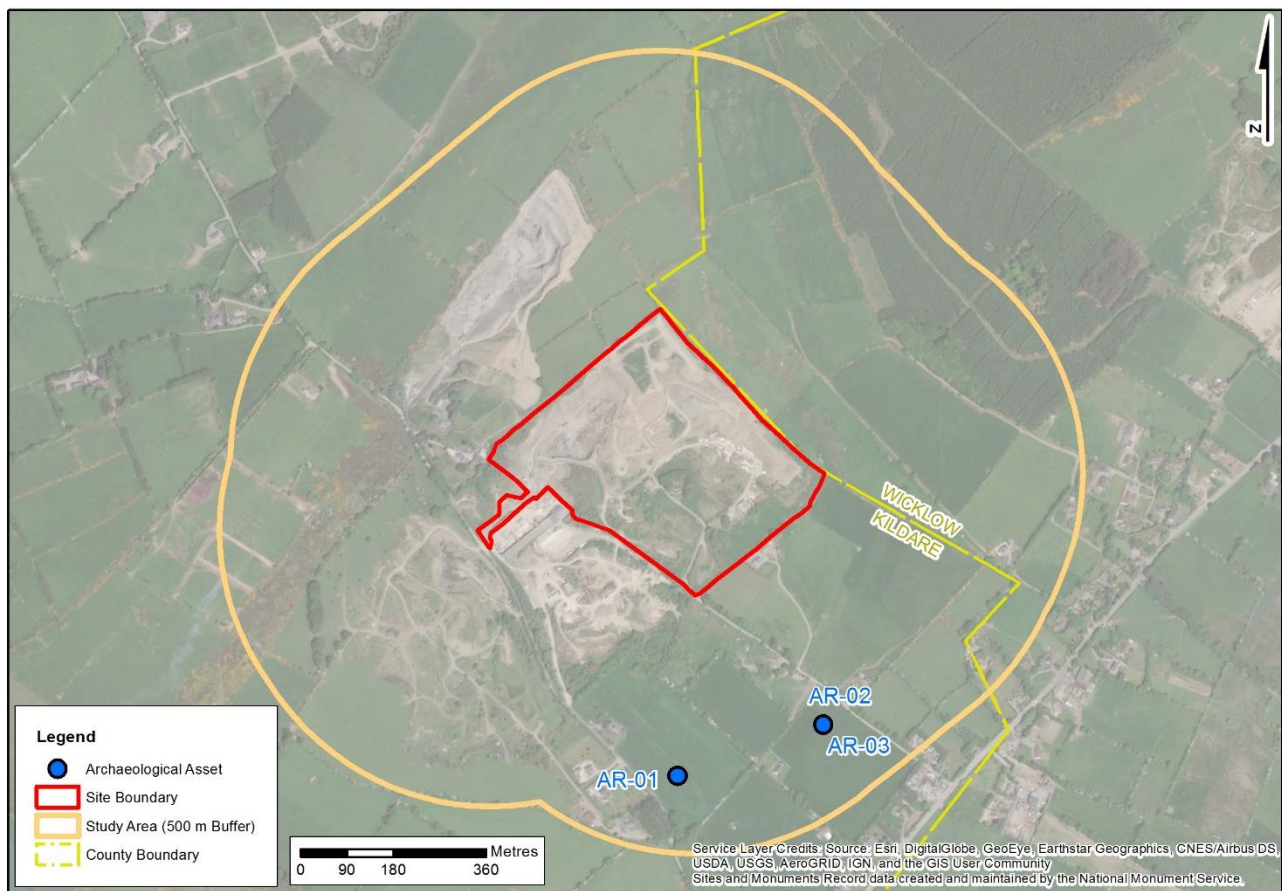 N
WICKLOW
KILDARE
AR-02
AR-03
AR-01
Legend
Archaeological Asset
Site Boundary
Study Area (500 m Buffer)
County Boundary
Metres
0 90 180 360
Service Layer Credits: Source: Esri, DigitalGlobe, GeoEye, Earthstar Geographics, CNES/Airbus DS,
USDA, USGS, AeroGRID, IGN, and the GIS User Community
Sites and Monuments Record data created and maintained by the National Monument Service.